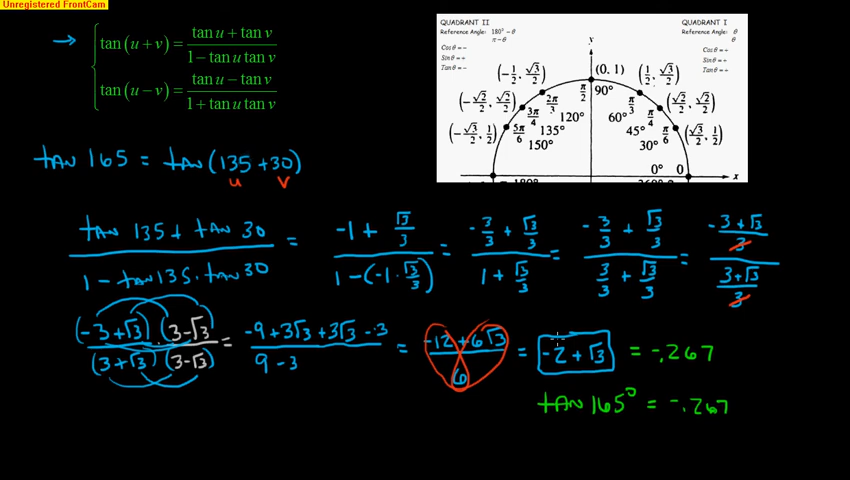 Unregistered FrontCam
→ tan(u + v) = (tan u + tan v)/(1 − tan u tan v)
tan(u − v) = (tan u − tan v)/(1 + tan u tan v)
QUADRANT II
Reference Angle: 180° − θ
π − θ
Cos θ = −
Sin θ = +
Tan θ = −
QUADRANT I
Reference Angle: θ
θ
Cos θ = +
Sin θ = +
Tan θ = +
y
(0, 1)
(−1/2, √3/2) (1/2, √3/2)
(−√2/2, √2/2) (√2/2, √2/2)
(−√3/2, 1/2) (√3/2, 1/2)
π/2 90°
2π/3 120° 60° π/3
3π/4 135° 45° π/4
5π/6 150° 30° π/6
0° 0 x
tan 165 = tan(135 + 30)
u v
(tan 135 + tan 30)/(1 − tan 135 · tan 30) = (−1 + √3/3)/(1 − (−1 · √3/3)) = (−3/3 + √3/3)/(1 + √3/3) = (−3/3 + √3/3)/(3/3 + √3/3) = ((−3 + √3)/3)/((3 + √3)/3)
(−3 + √3)/(3 + √3) · (3 − √3)/(3 − √3) = (−9 + 3√3 + 3√3 − 3)/(9 − 3) = (−12 + 6√3)/6 = −2 + √3 = −.267
tan 165° = −.267